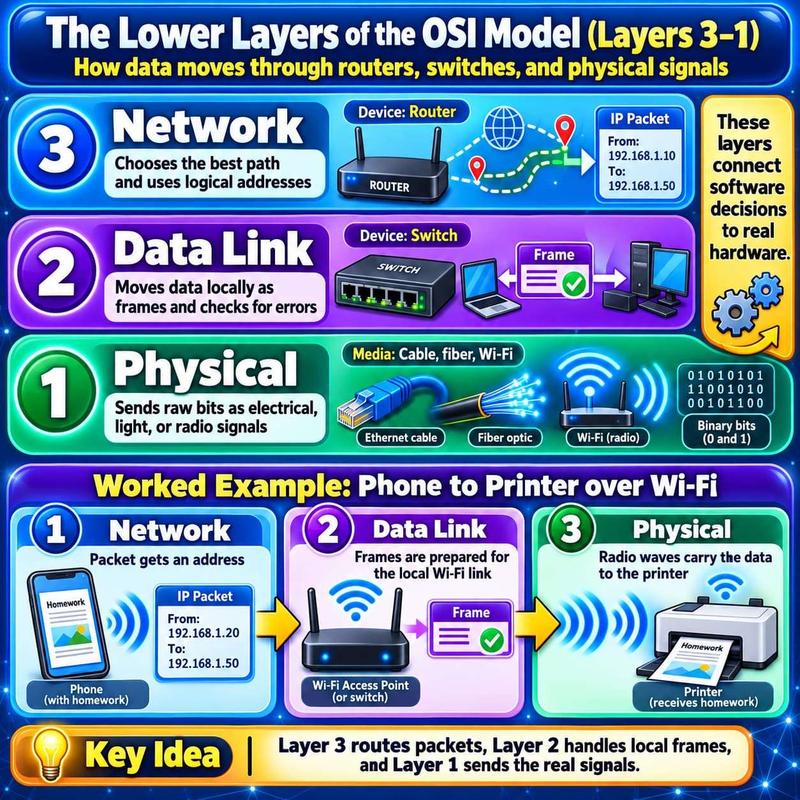 The Lower Layers of the OSI Model (Layers 3–1)
How data moves through routers, switches, and physical signals
3
Network
Chooses the best path
and uses logical addresses
Device: Router
ROUTER
IP Packet
From:
192.168.1.10
To:
192.168.1.50
These
layers
connect
software
decisions
to real
hardware.
2
Data Link
Moves data locally as
frames and checks for errors
Device: Switch
SWITCH
Frame
1
Physical
Sends raw bits as electrical,
light, or radio signals
Media: Cable, fiber, Wi-Fi
Ethernet cable
Fiber optic
Wi-Fi (radio)
01010101
11001010
00101100
Binary bits
(0 and 1)
Worked Example: Phone to Printer over Wi-Fi
1
Network
Packet gets an address
Homework
IP Packet
From:
192.168.1.20
To:
192.168.1.50
Phone
(with homework)
2
Data Link
Frames are prepared for
the local Wi-Fi link
Frame
Wi-Fi Access Point
(or switch)
3
Physical
Radio waves carry the data
to the printer
Homework
Printer
(receives homework)
Key Idea
Layer 3 routes packets, Layer 2 handles local frames,
and Layer 1 sends the real signals.